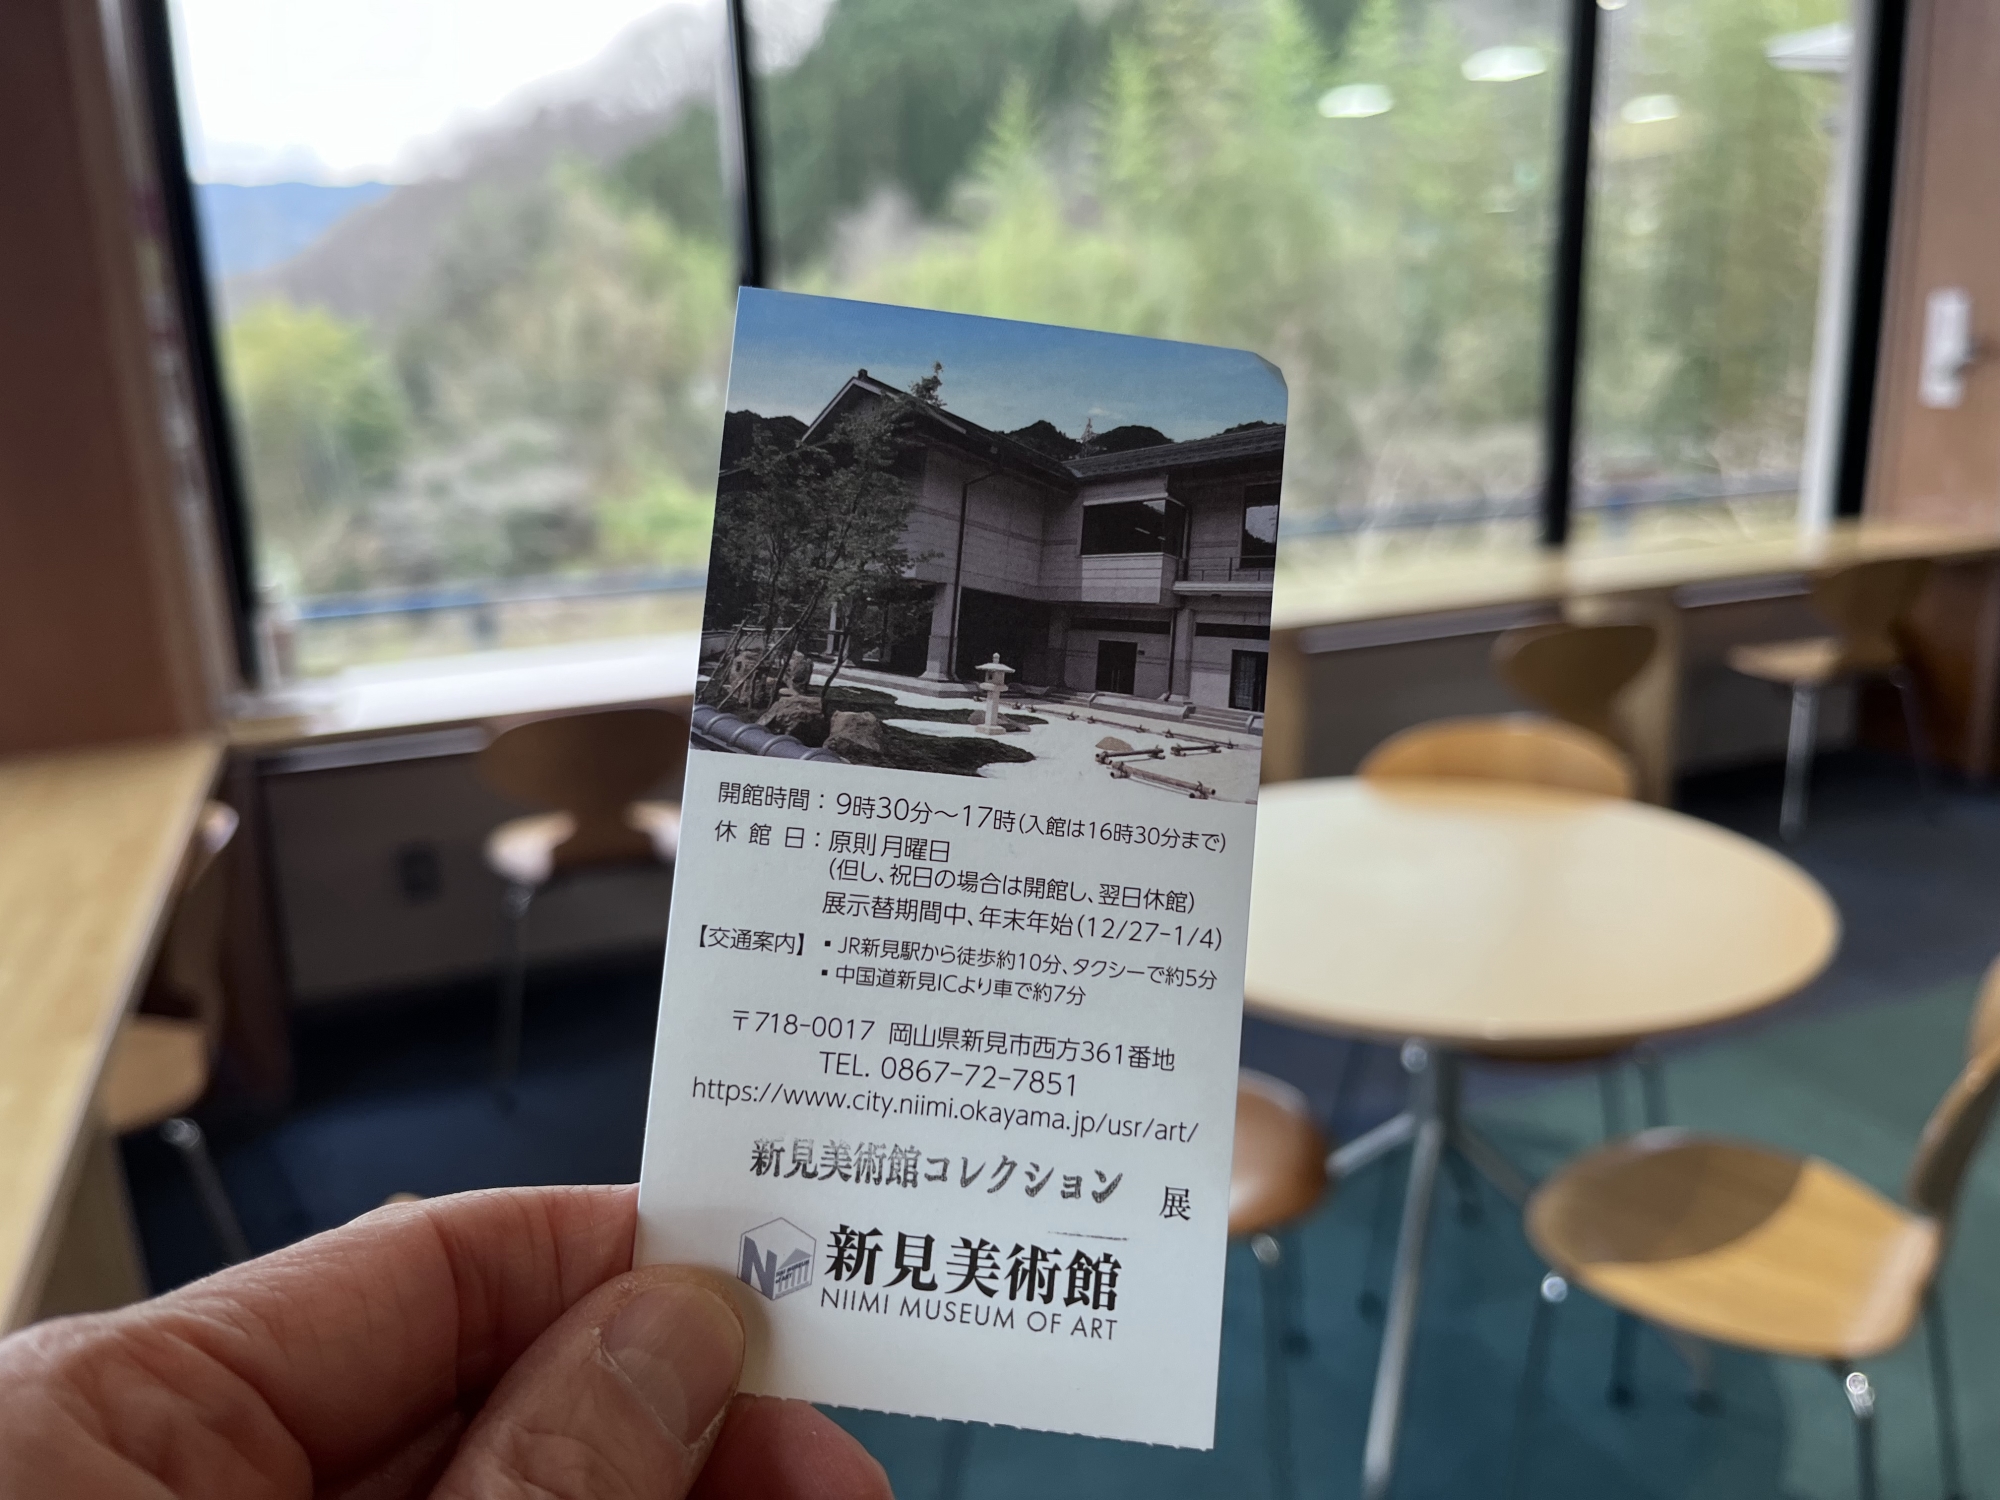 開館時間：9時30分～17時(入館は16時30分まで)
休館日：原則月曜日
(但し、祝日の場合は開館し、翌日休館)
展示替期間中、年末年始(12/27-1/4)
【交通案内】▪JR新見駅から徒歩約10分、タクシーで約5分
▪中国道新見ICより車で約7分
〒718-0017 岡山県新見市西方361番地
TEL. 0867-72-7851
https://www.city.niimi.okayama.jp/usr/art/
新見美術館コレクション 展
新見美術館
NIIMI MUSEUM OF ART